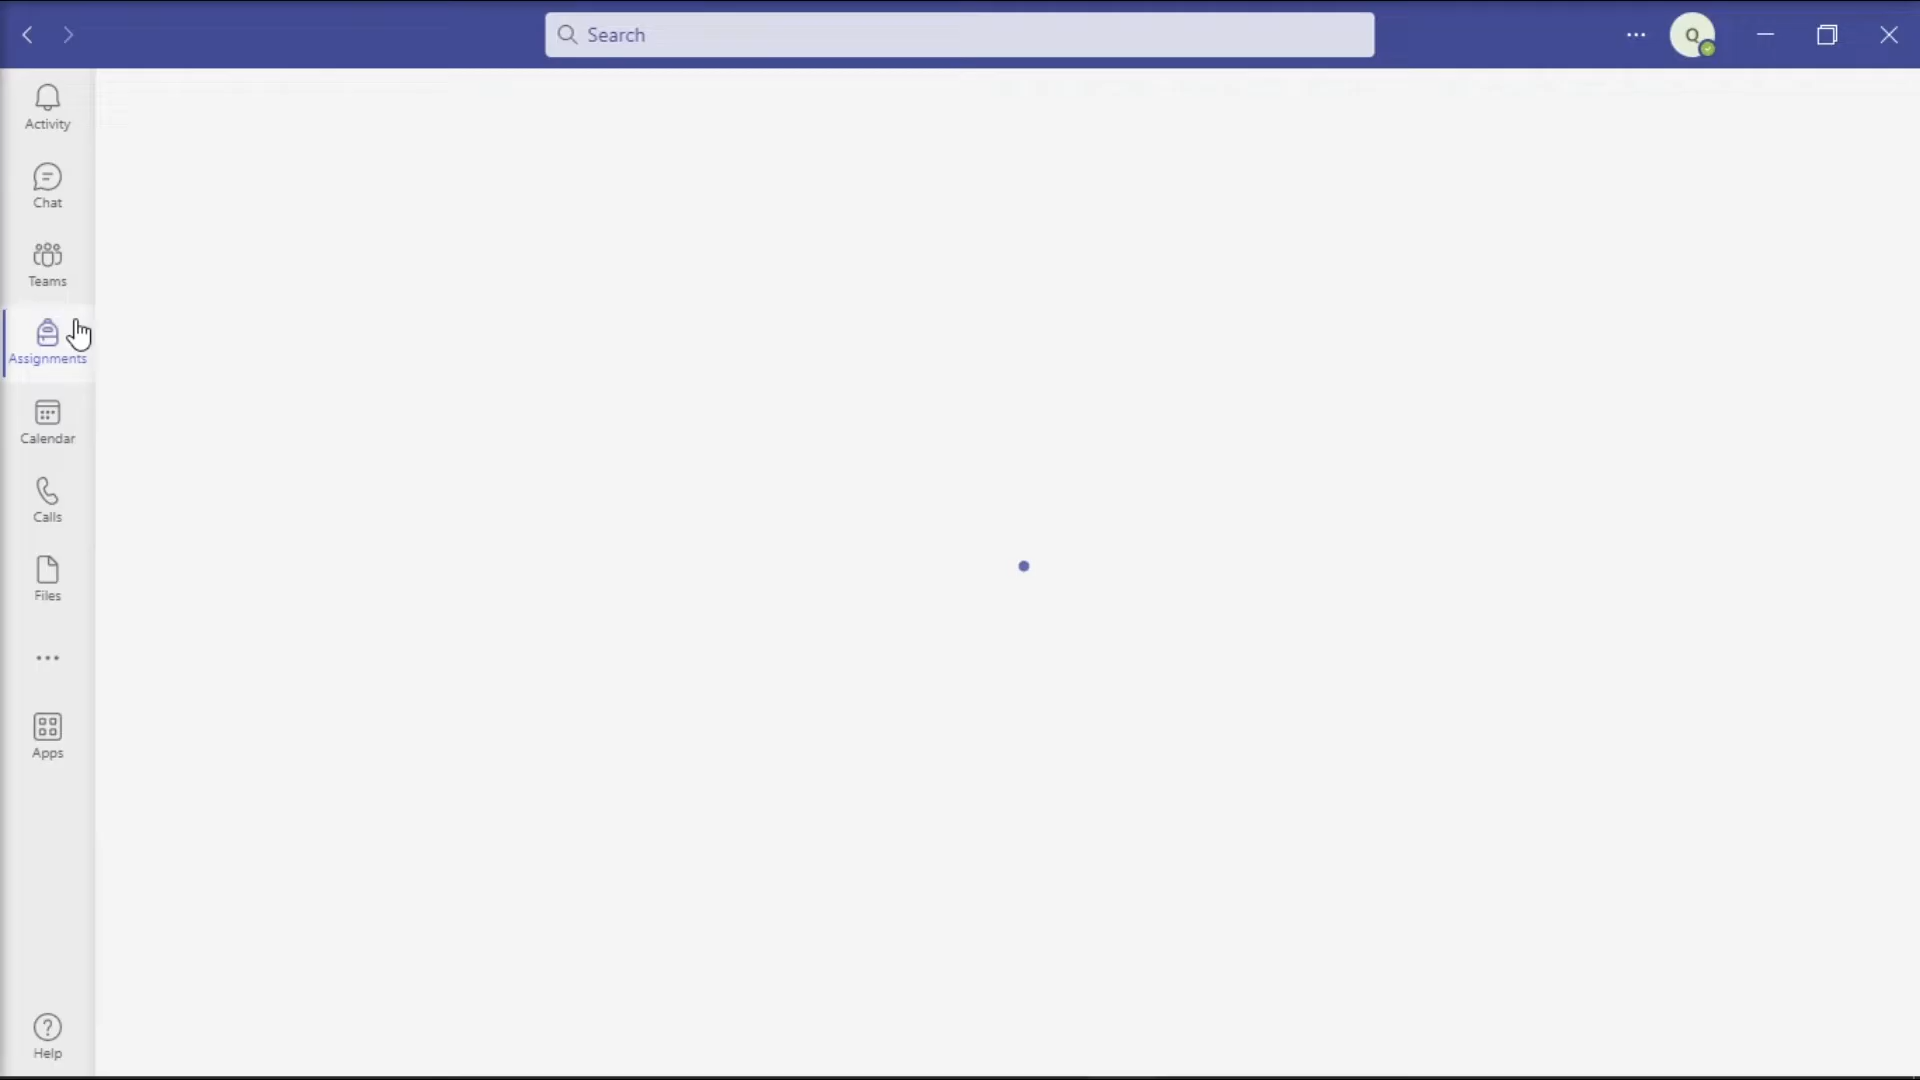 Search
Q
Activity
Chat
Teams
Assignments
Calendar
Calls
Files
Apps
Help